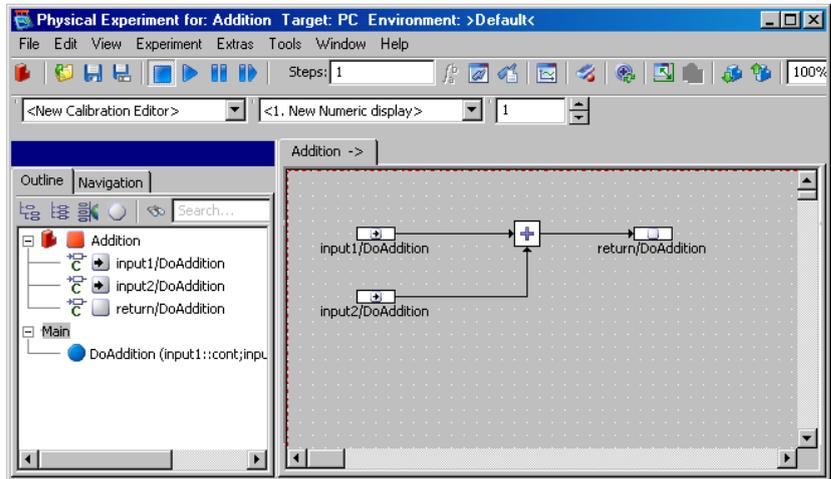 Physical Experiment for: Addition Target: PC Environment: >Default<
File Edit View Experiment Extras Tools Window Help
Steps: 1
100%
<New Calibration Editor> <1. New Numeric display> 1
Addition ->
Outline Navigation
Search...
Addition
input1/DoAddition
input2/DoAddition
return/DoAddition
Main
DoAddition (input1::cont;inpu
input1/DoAddition
return/DoAddition
input2/DoAddition